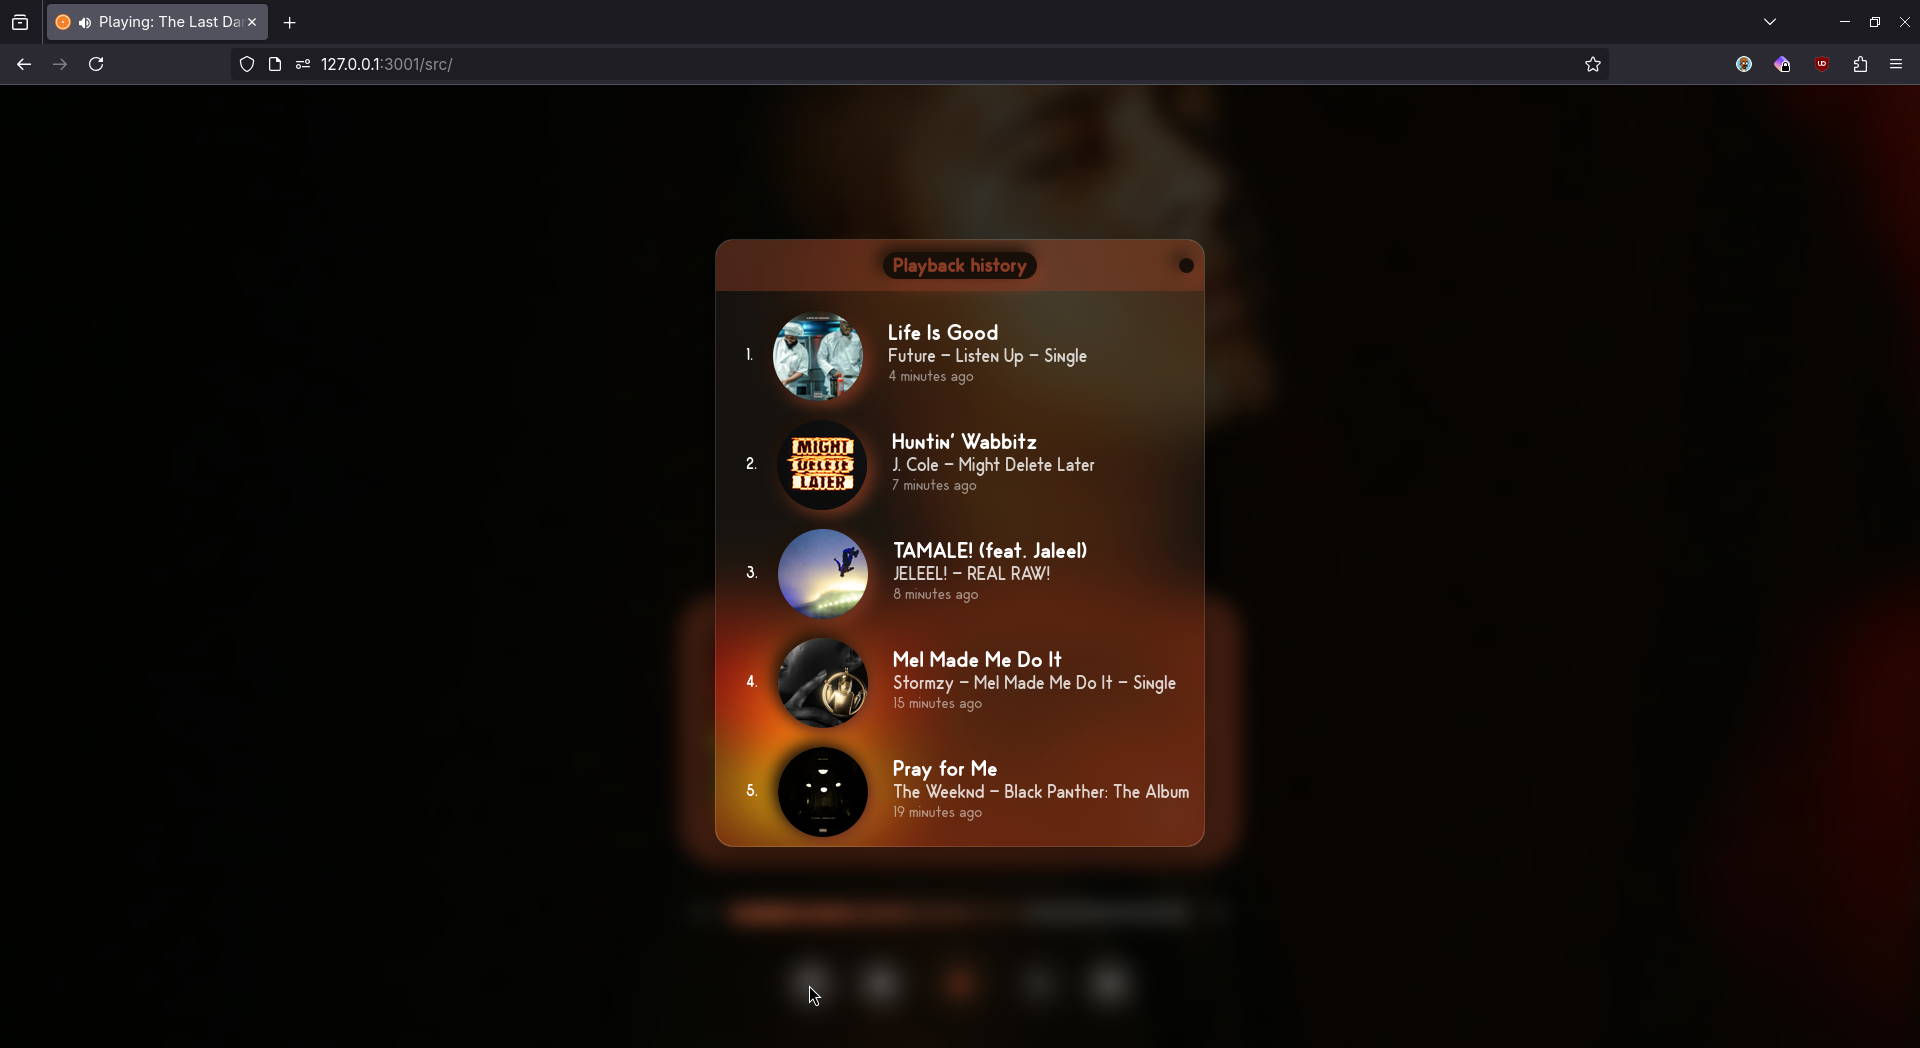 Playing: The Last Da
127.0.0.1:3001/src/
Playback history
1.
Life Is Good
Future – Listen Up – Single
4 minutes ago
2.
MIGHT
DELETE
LATER
Huntin' Wabbitz
J. Cole – Might Delete Later
7 minutes ago
3.
TAMALE! (feat. Jaleel)
JELEEL! – REAL RAW!
8 minutes ago
4.
Mel Made Me Do It
Stormzy – Mel Made Me Do It – Single
15 minutes ago
5.
Pray for Me
The Weeknd – Black Panther: The Album
19 minutes ago